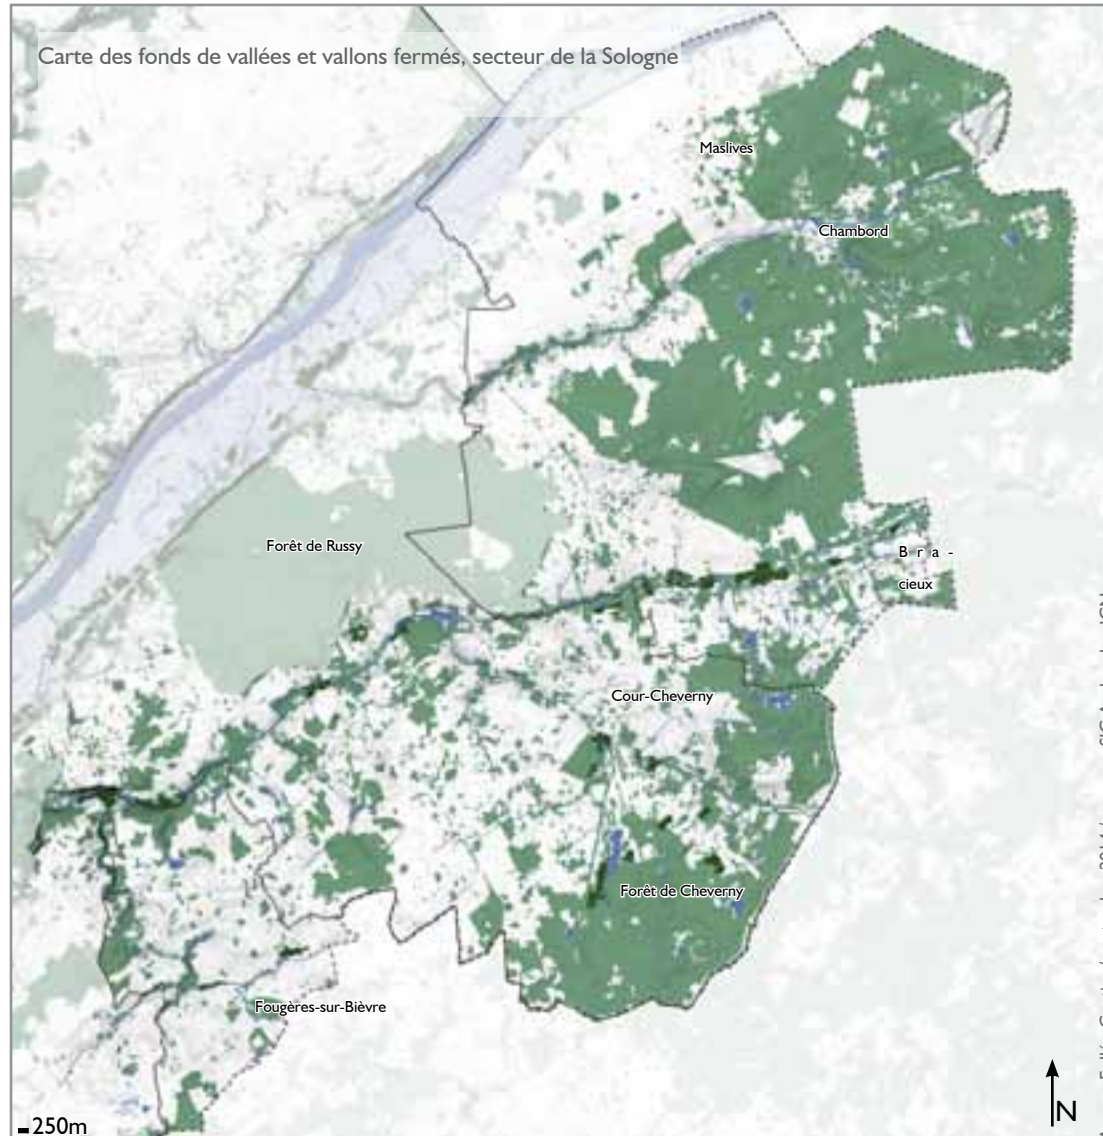 Carte des fonds de vallées et vallons fermés, secteur de la Sologne
Maslives
Chambord
Forêt de Russy
B r a -
cieux
Cour-Cheverny
Forêt de Cheverny
Fougères-sur-Bièvre
250m
N